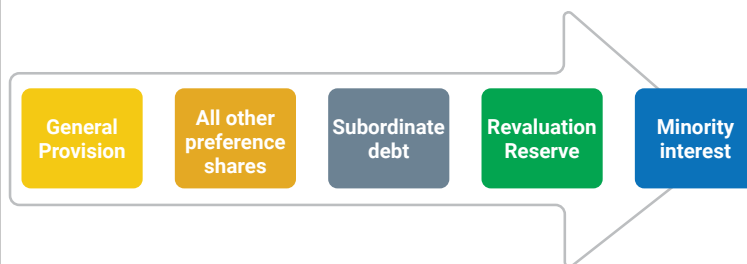 General
Provision
All other
preference
shares
Subordinate
debt
Revaluation
Reserve
Minority
interest